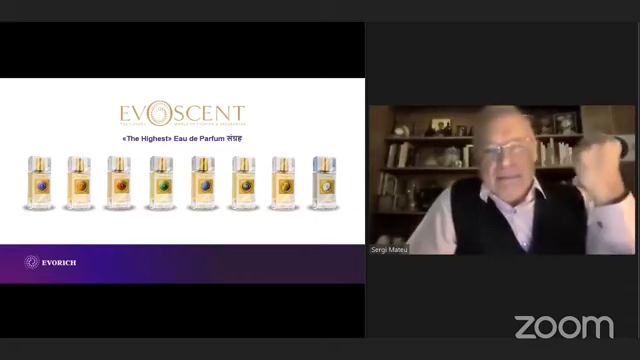 EVOSCENT
«The Highest» Eau de Parfum संग्रह
EVORICH
Sergi Mateu
zoom